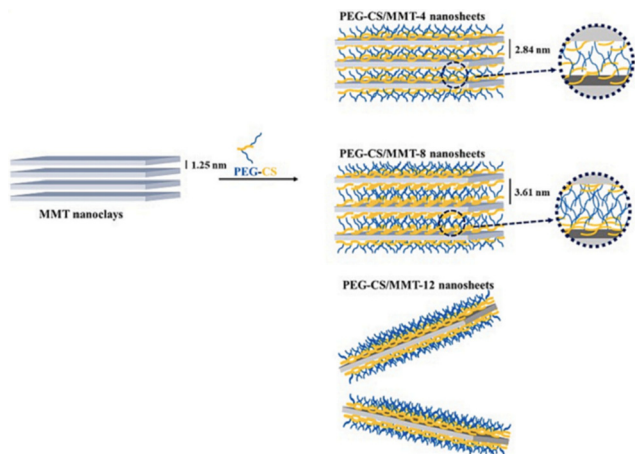 PEG-CS/MMT-4 nanosheets
2.84 nm
1.25 nm
PEG-CS
MMT nanoclays
PEG-CS/MMT-8 nanosheets
3.61 nm
PEG-CS/MMT-12 nanosheets